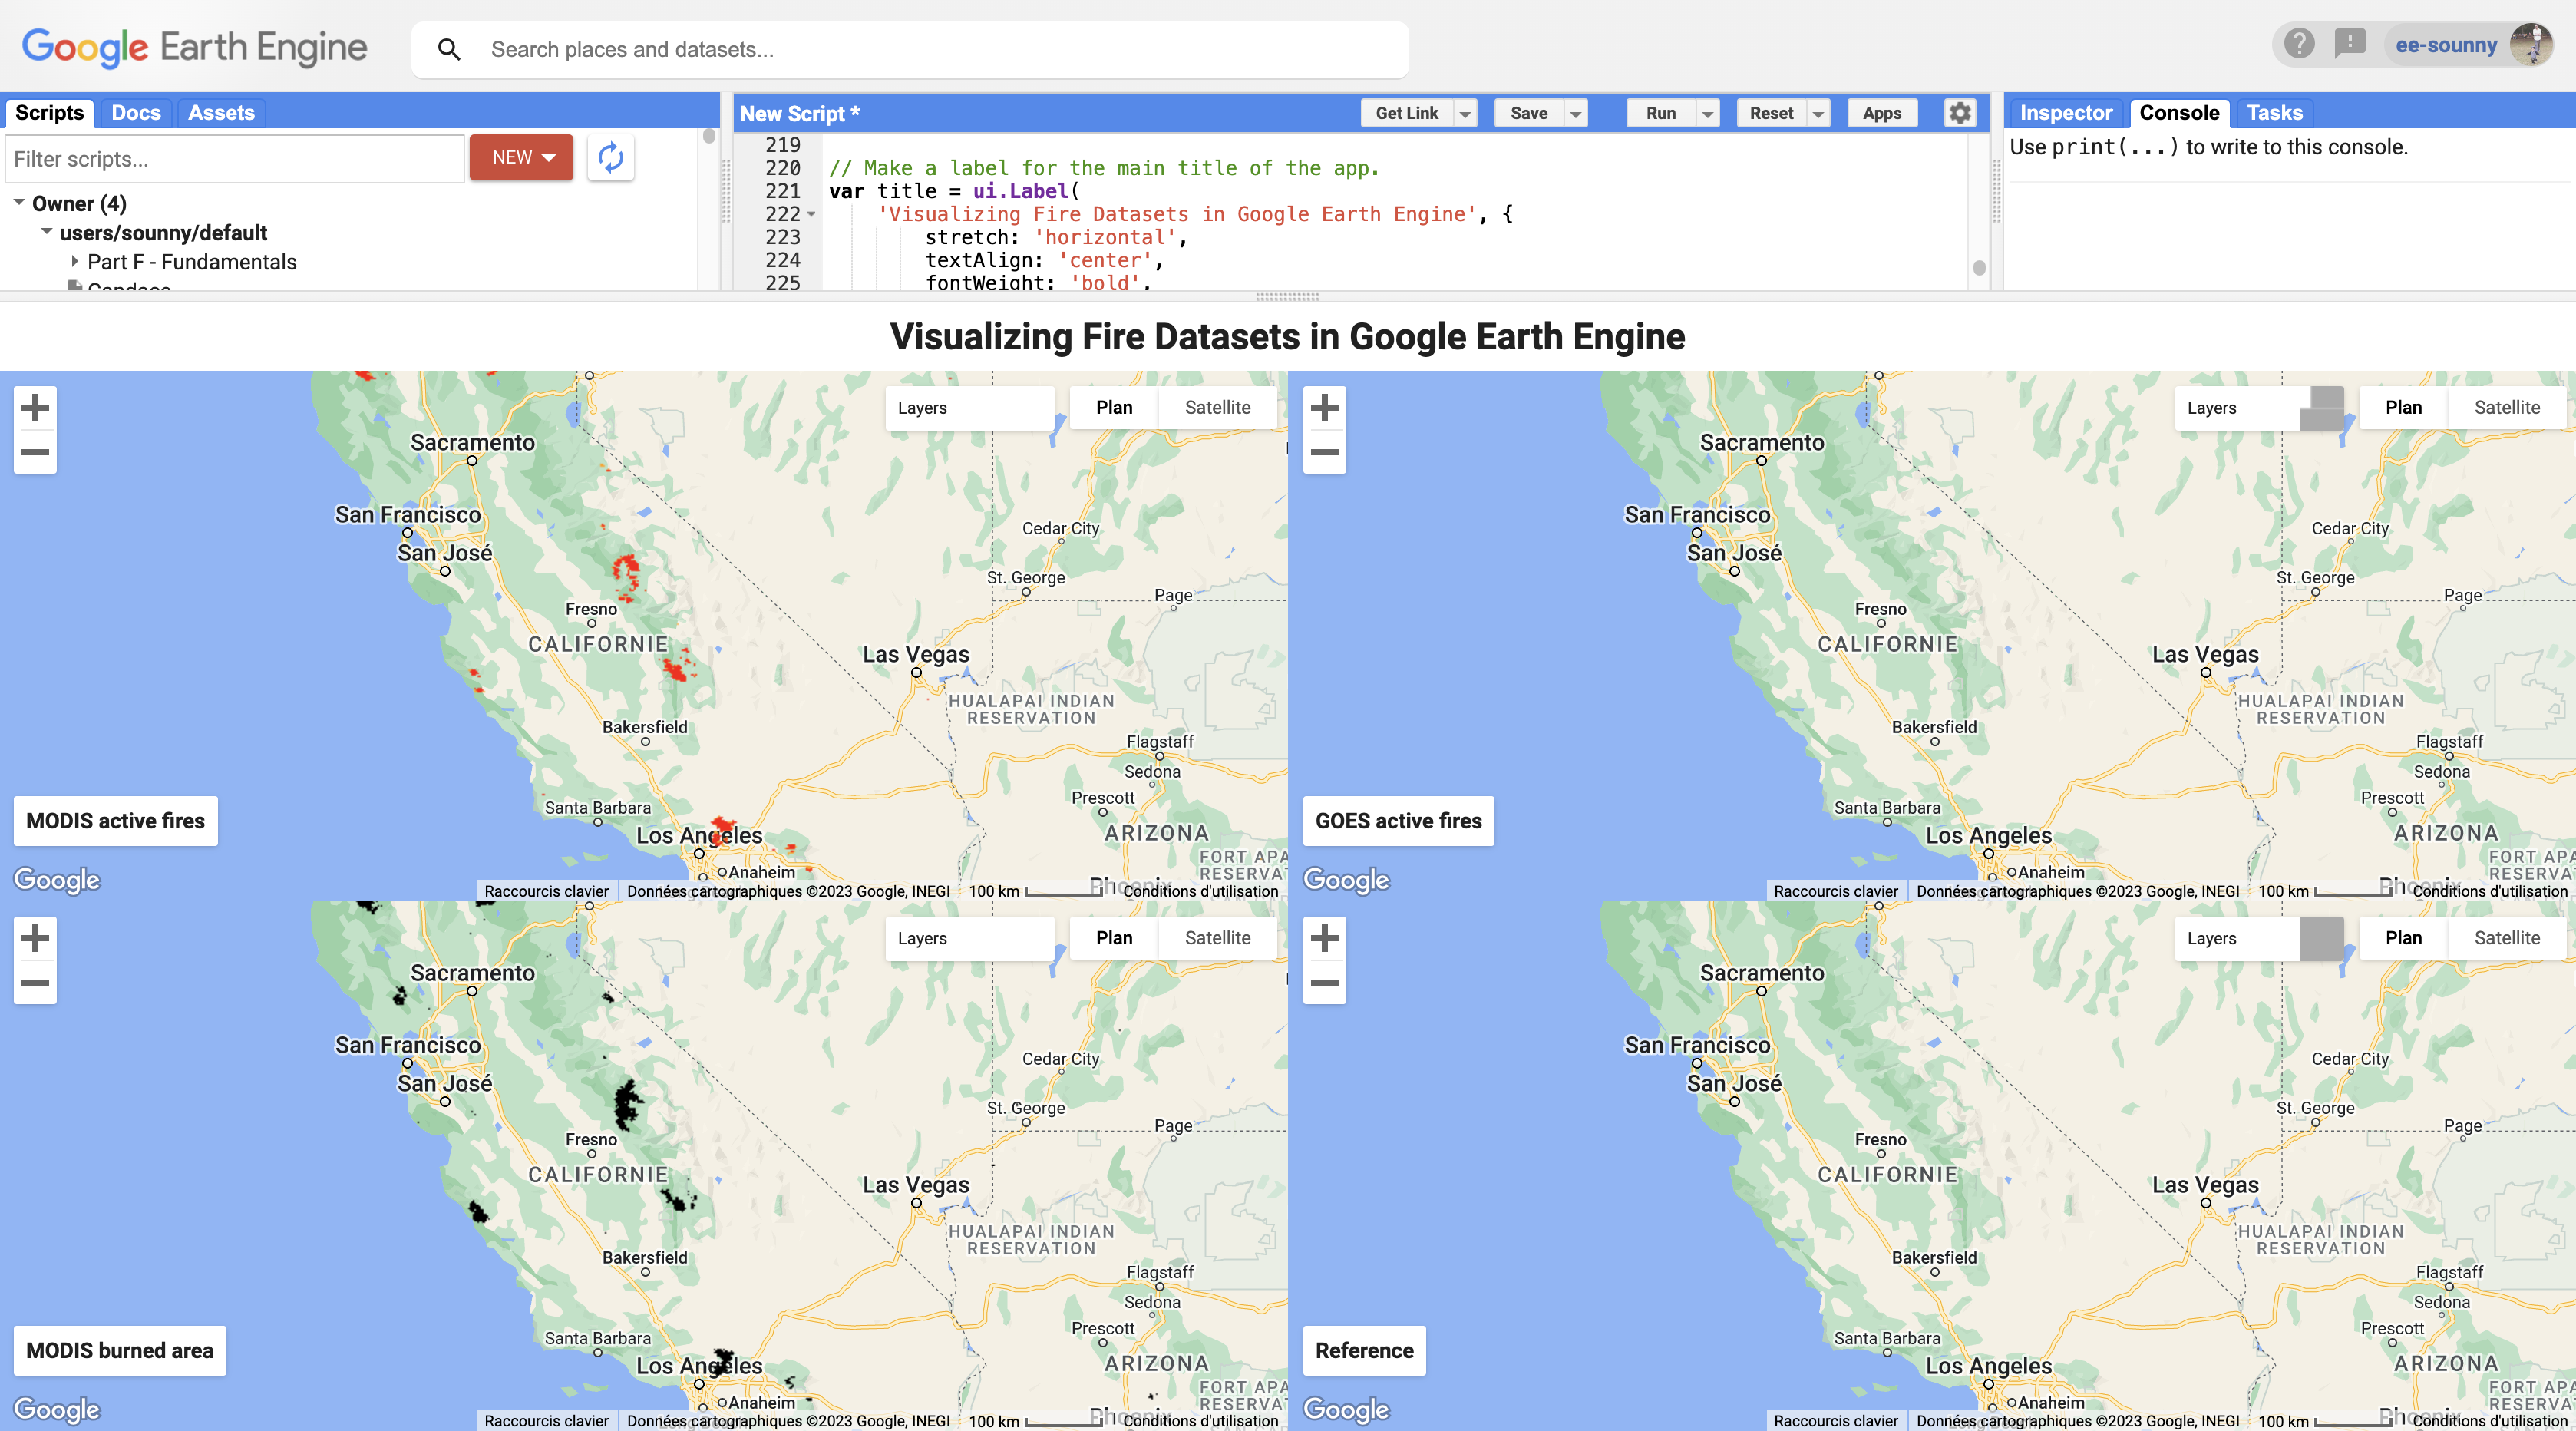 Google Earth Engine
Search places and datasets...
ee-sounny
Scripts Docs Assets
Filter scripts...
NEW
Owner (4)
users/sounny/default
Part F - Fundamentals
Candace
New Script *
Get Link Save Run Reset Apps
219
220 // Make a label for the main title of the app.
221 var title = ui.Label(
222 'Visualizing Fire Datasets in Google Earth Engine', {
223 stretch: 'horizontal',
224 textAlign: 'center',
225 fontWeight: 'bold',
Inspector Console Tasks
Use print(...) to write to this console.
Visualizing Fire Datasets in Google Earth Engine
Layers
Plan Satellite
Sacramento
San Francisco
San José
Cedar City
St. George
Page
Fresno
CALIFORNIE
Las Vegas
HUALAPAI INDIAN
RESERVATION
Bakersfield
Flagstaff
Sedona
Prescott
Santa Barbara
Los Angeles
ARIZONA
FORT APA
RESERVA
Anaheim
MODIS active fires
Google
Raccourcis clavier Données cartographiques ©2023 Google, INEGI 100 km Conditions d'utilisation
Layers
Plan Satellite
Sacramento
San Francisco
San José
Cedar City
St. George
Page
Fresno
CALIFORNIE
Las Vegas
HUALAPAI INDIAN
RESERVATION
Bakersfield
Flagstaff
Sedona
Prescott
Santa Barbara
Los Angeles
ARIZONA
FORT APA
RESERVA
Anaheim
GOES active fires
Google
Raccourcis clavier Données cartographiques ©2023 Google, INEGI 100 km Conditions d'utilisation
Layers
Plan Satellite
Sacramento
San Francisco
San José
Cedar City
St. George
Page
Fresno
CALIFORNIE
Las Vegas
HUALAPAI INDIAN
RESERVATION
Bakersfield
Flagstaff
Sedona
Prescott
Santa Barbara
Los Angeles
ARIZONA
FORT APA
RESERVA
Anaheim
MODIS burned area
Google
Raccourcis clavier Données cartographiques ©2023 Google, INEGI 100 km Conditions d'utilisation
Layers
Plan Satellite
Sacramento
San Francisco
San José
Cedar City
St. George
Page
Fresno
CALIFORNIE
Las Vegas
HUALAPAI INDIAN
RESERVATION
Bakersfield
Flagstaff
Sedona
Prescott
Santa Barbara
Los Angeles
ARIZONA
FORT APA
RESERVA
Anaheim
Reference
Google
Raccourcis clavier Données cartographiques ©2023 Google, INEGI 100 km Conditions d'utilisation